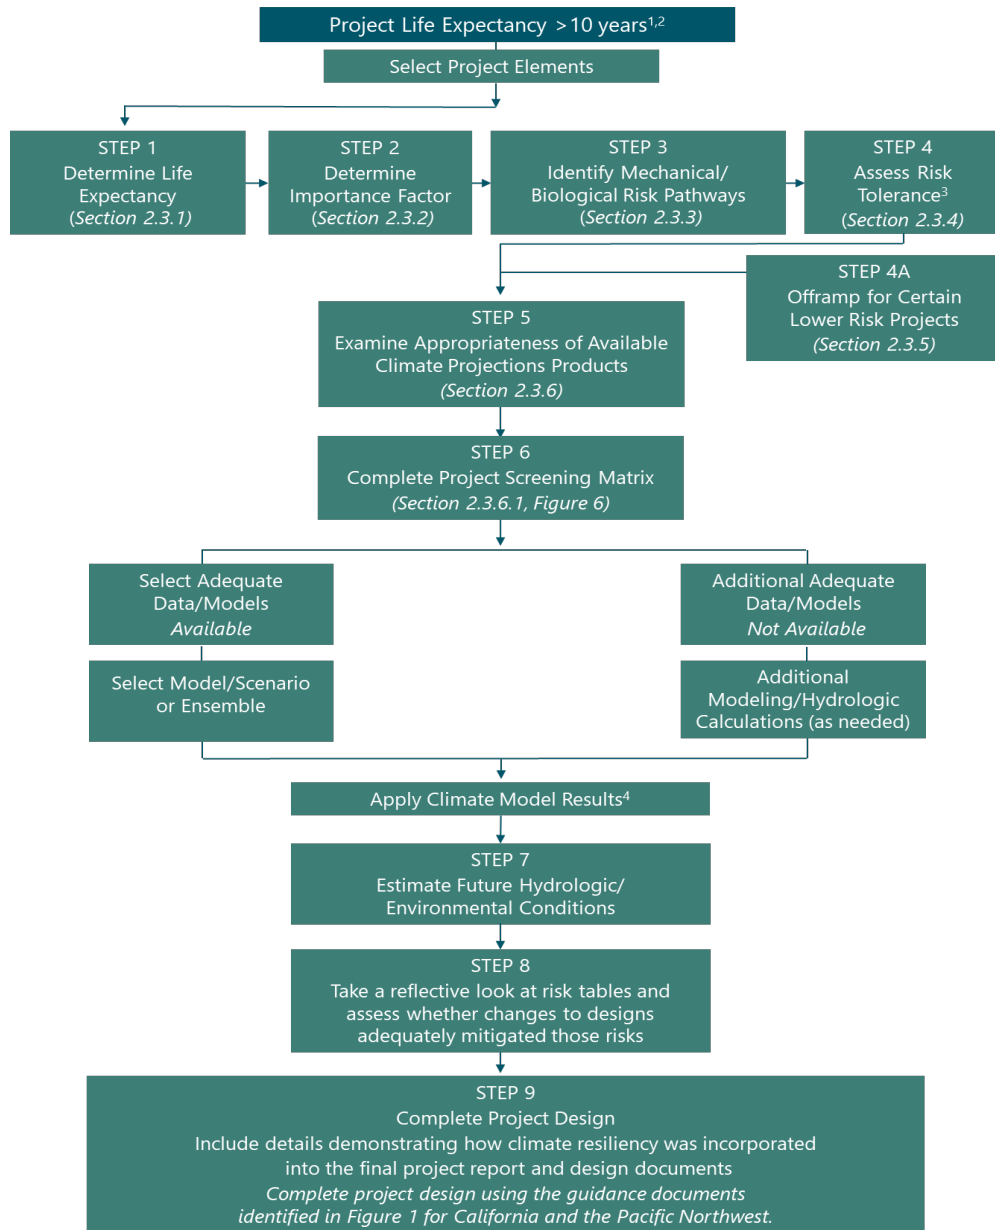 Project Life Expectancy >10 years¹,²
Select Project Elements
STEP 1
Determine Life
Expectancy
(Section 2.3.1)
STEP 2
Determine
Importance Factor
(Section 2.3.2)
STEP 3
Identify Mechanical/
Biological Risk Pathways
(Section 2.3.3)
STEP 4
Assess Risk
Tolerance³
(Section 2.3.4)
STEP 4A
Offramp for Certain
Lower Risk Projects
(Section 2.3.5)
STEP 5
Examine Appropriateness of Available
Climate Projections Products
(Section 2.3.6)
STEP 6
Complete Project Screening Matrix
(Section 2.3.6.1, Figure 6)
Select Adequate
Data/Models
Available
Additional Adequate
Data/Models
Not Available
Select Model/Scenario
or Ensemble
Additional
Modeling/Hydrologic
Calculations (as needed)
Apply Climate Model Results⁴
STEP 7
Estimate Future Hydrologic/
Environmental Conditions
STEP 8
Take a reflective look at risk tables and
assess whether changes to designs
adequately mitigated those risks
STEP 9
Complete Project Design
Include details demonstrating how climate resiliency was incorporated
into the final project report and design documents
Complete project design using the guidance documents
identified in Figure 1 for California and the Pacific Northwest.